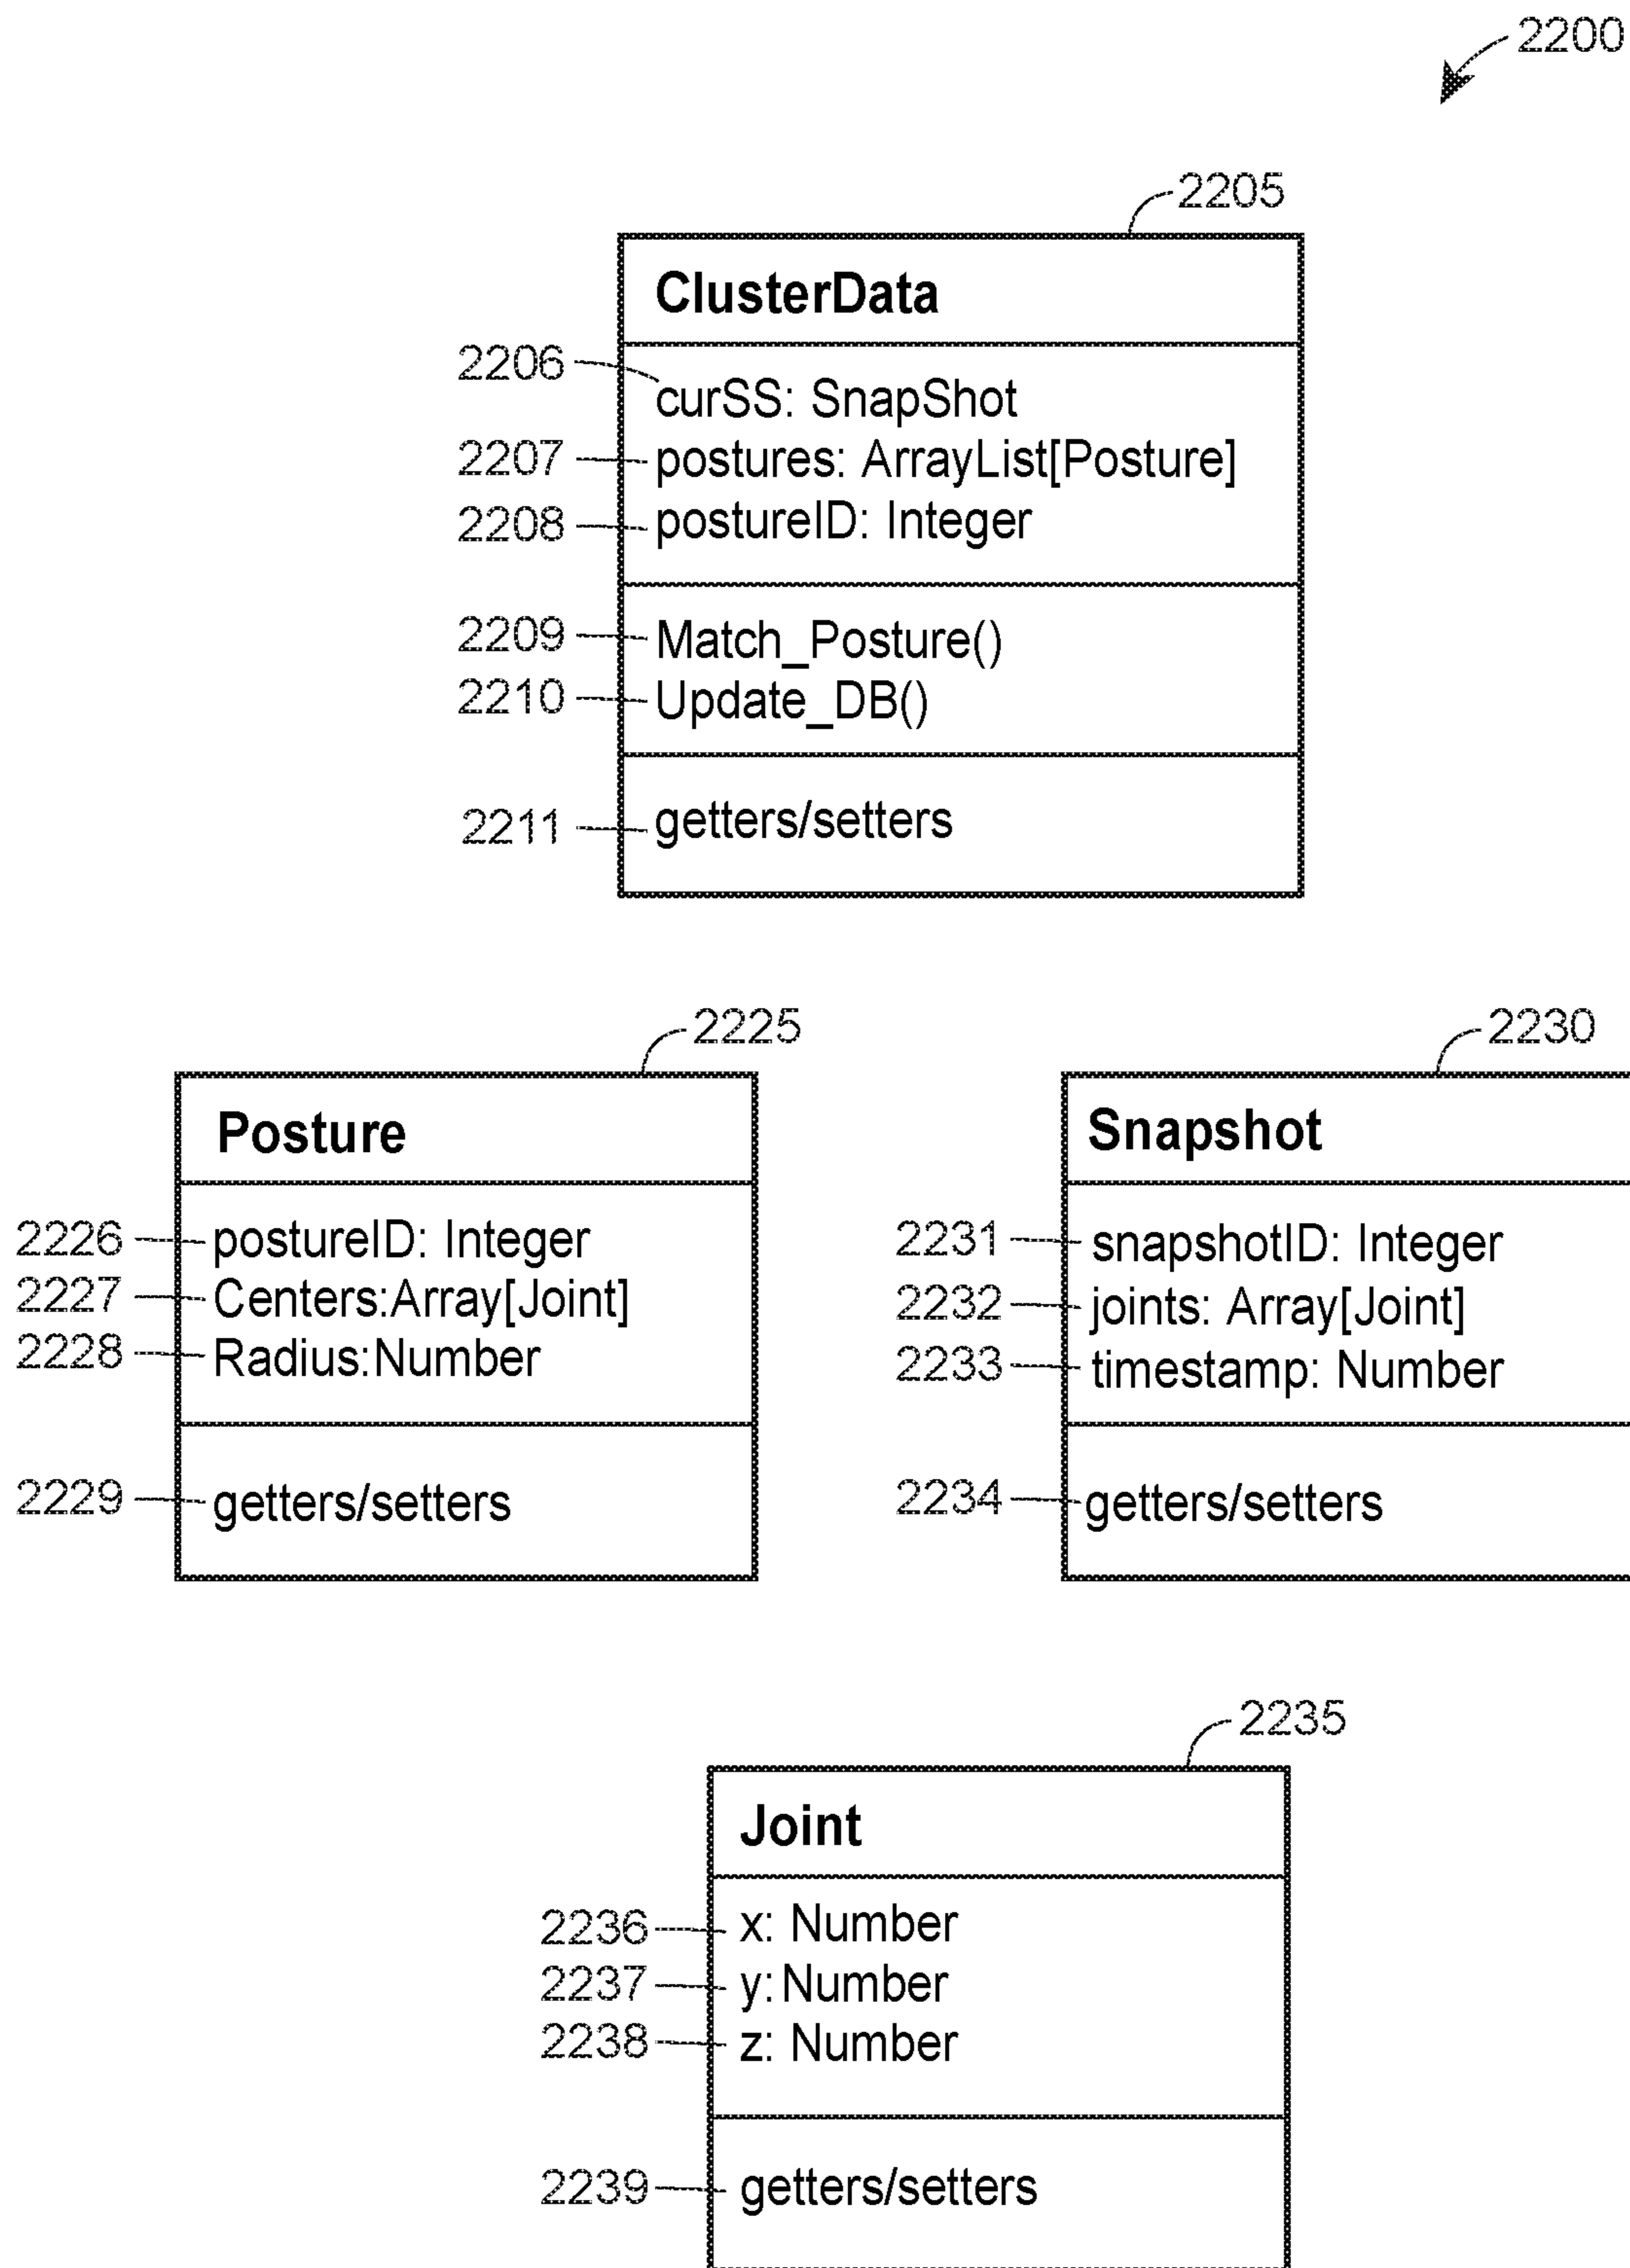 2200
2205
ClusterData
2206 curSS: SnapShot
2207 postures: ArrayList[Posture]
2208 postureID: Integer
2209 Match_Posture()
2210 Update_DB()
2211 getters/setters
2225
Posture
2226 postureID: Integer
2227 Centers:Array[Joint]
2228 Radius:Number
2229 getters/setters
2230
Snapshot
2231 snapshotID: Integer
2232 joints: Array[Joint]
2233 timestamp: Number
2234 getters/setters
2235
Joint
2236 x: Number
2237 y:Number
2238 z: Number
2239 getters/setters